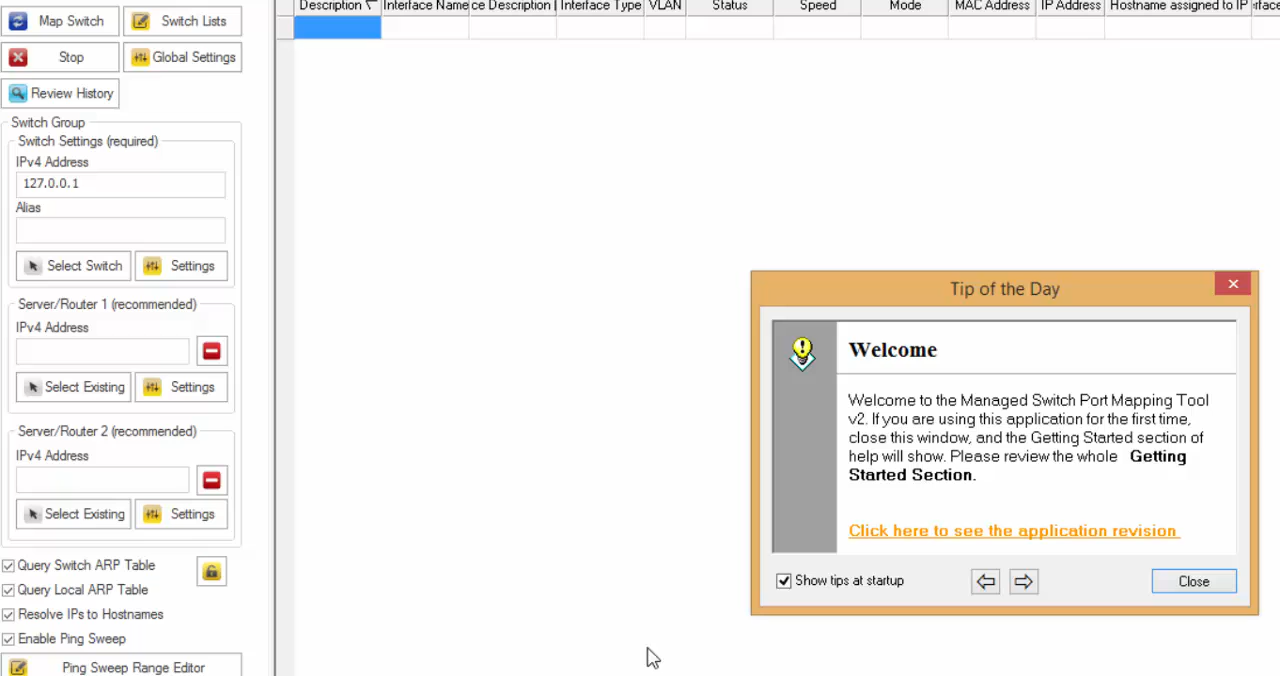 Map Switch
Switch Lists
Stop
Global Settings
Review History
Switch Group
Switch Settings (required)
IPv4 Address
127.0.0.1
Alias
Select Switch
Settings
Server/Router 1 (recommended)
IPv4 Address
Select Existing
Settings
Server/Router 2 (recommended)
IPv4 Address
Select Existing
Settings
Query Switch ARP Table
Query Local ARP Table
Resolve IPs to Hostnames
Enable Ping Sweep
Ping Sweep Range Editor
Description Interface Name ce Description Interface Type VLAN Status Speed Mode MAC Address IP Address Hostname assigned to IP rface
Tip of the Day
Welcome
Welcome to the Managed Switch Port Mapping Tool
v2. If you are using this application for the first time,
close this window, and the Getting Started section of
help will show. Please review the whole Getting
Started Section.
Click here to see the application revision
Show tips at startup
Close